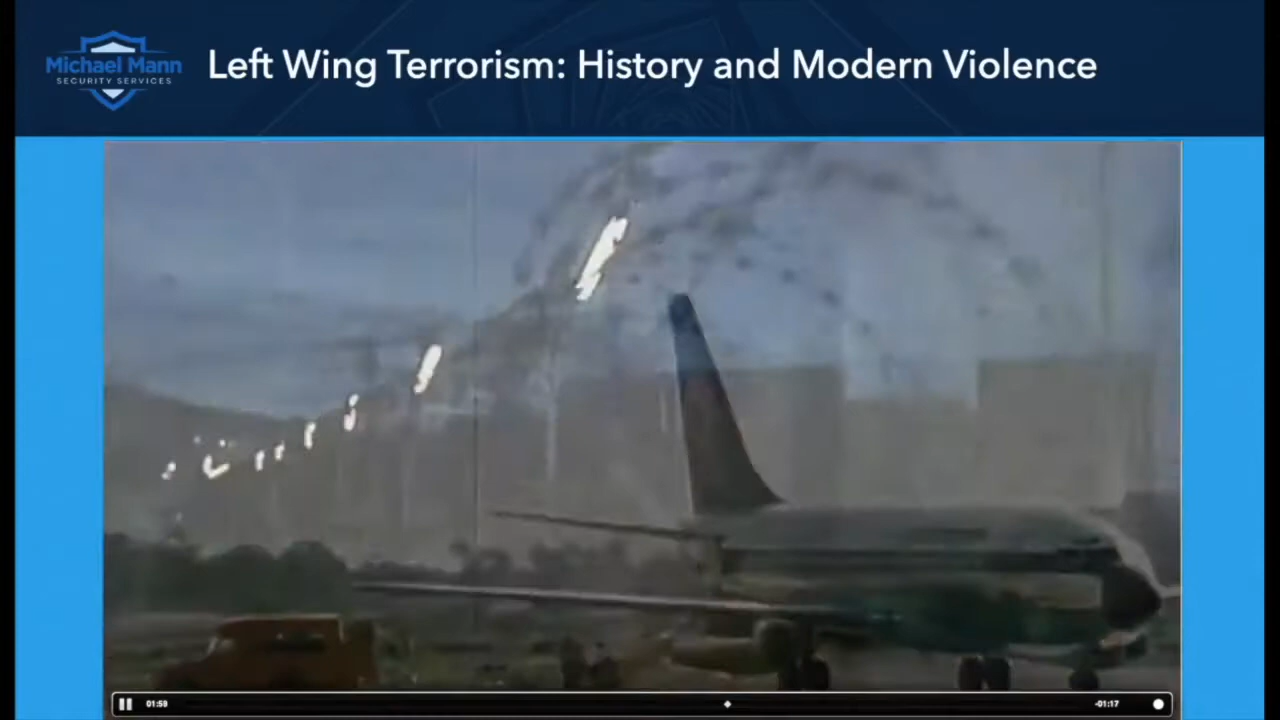 Michael Mann
SECURITY SERVICES
Left Wing Terrorism: History and Modern Violence
01:59
-01:17